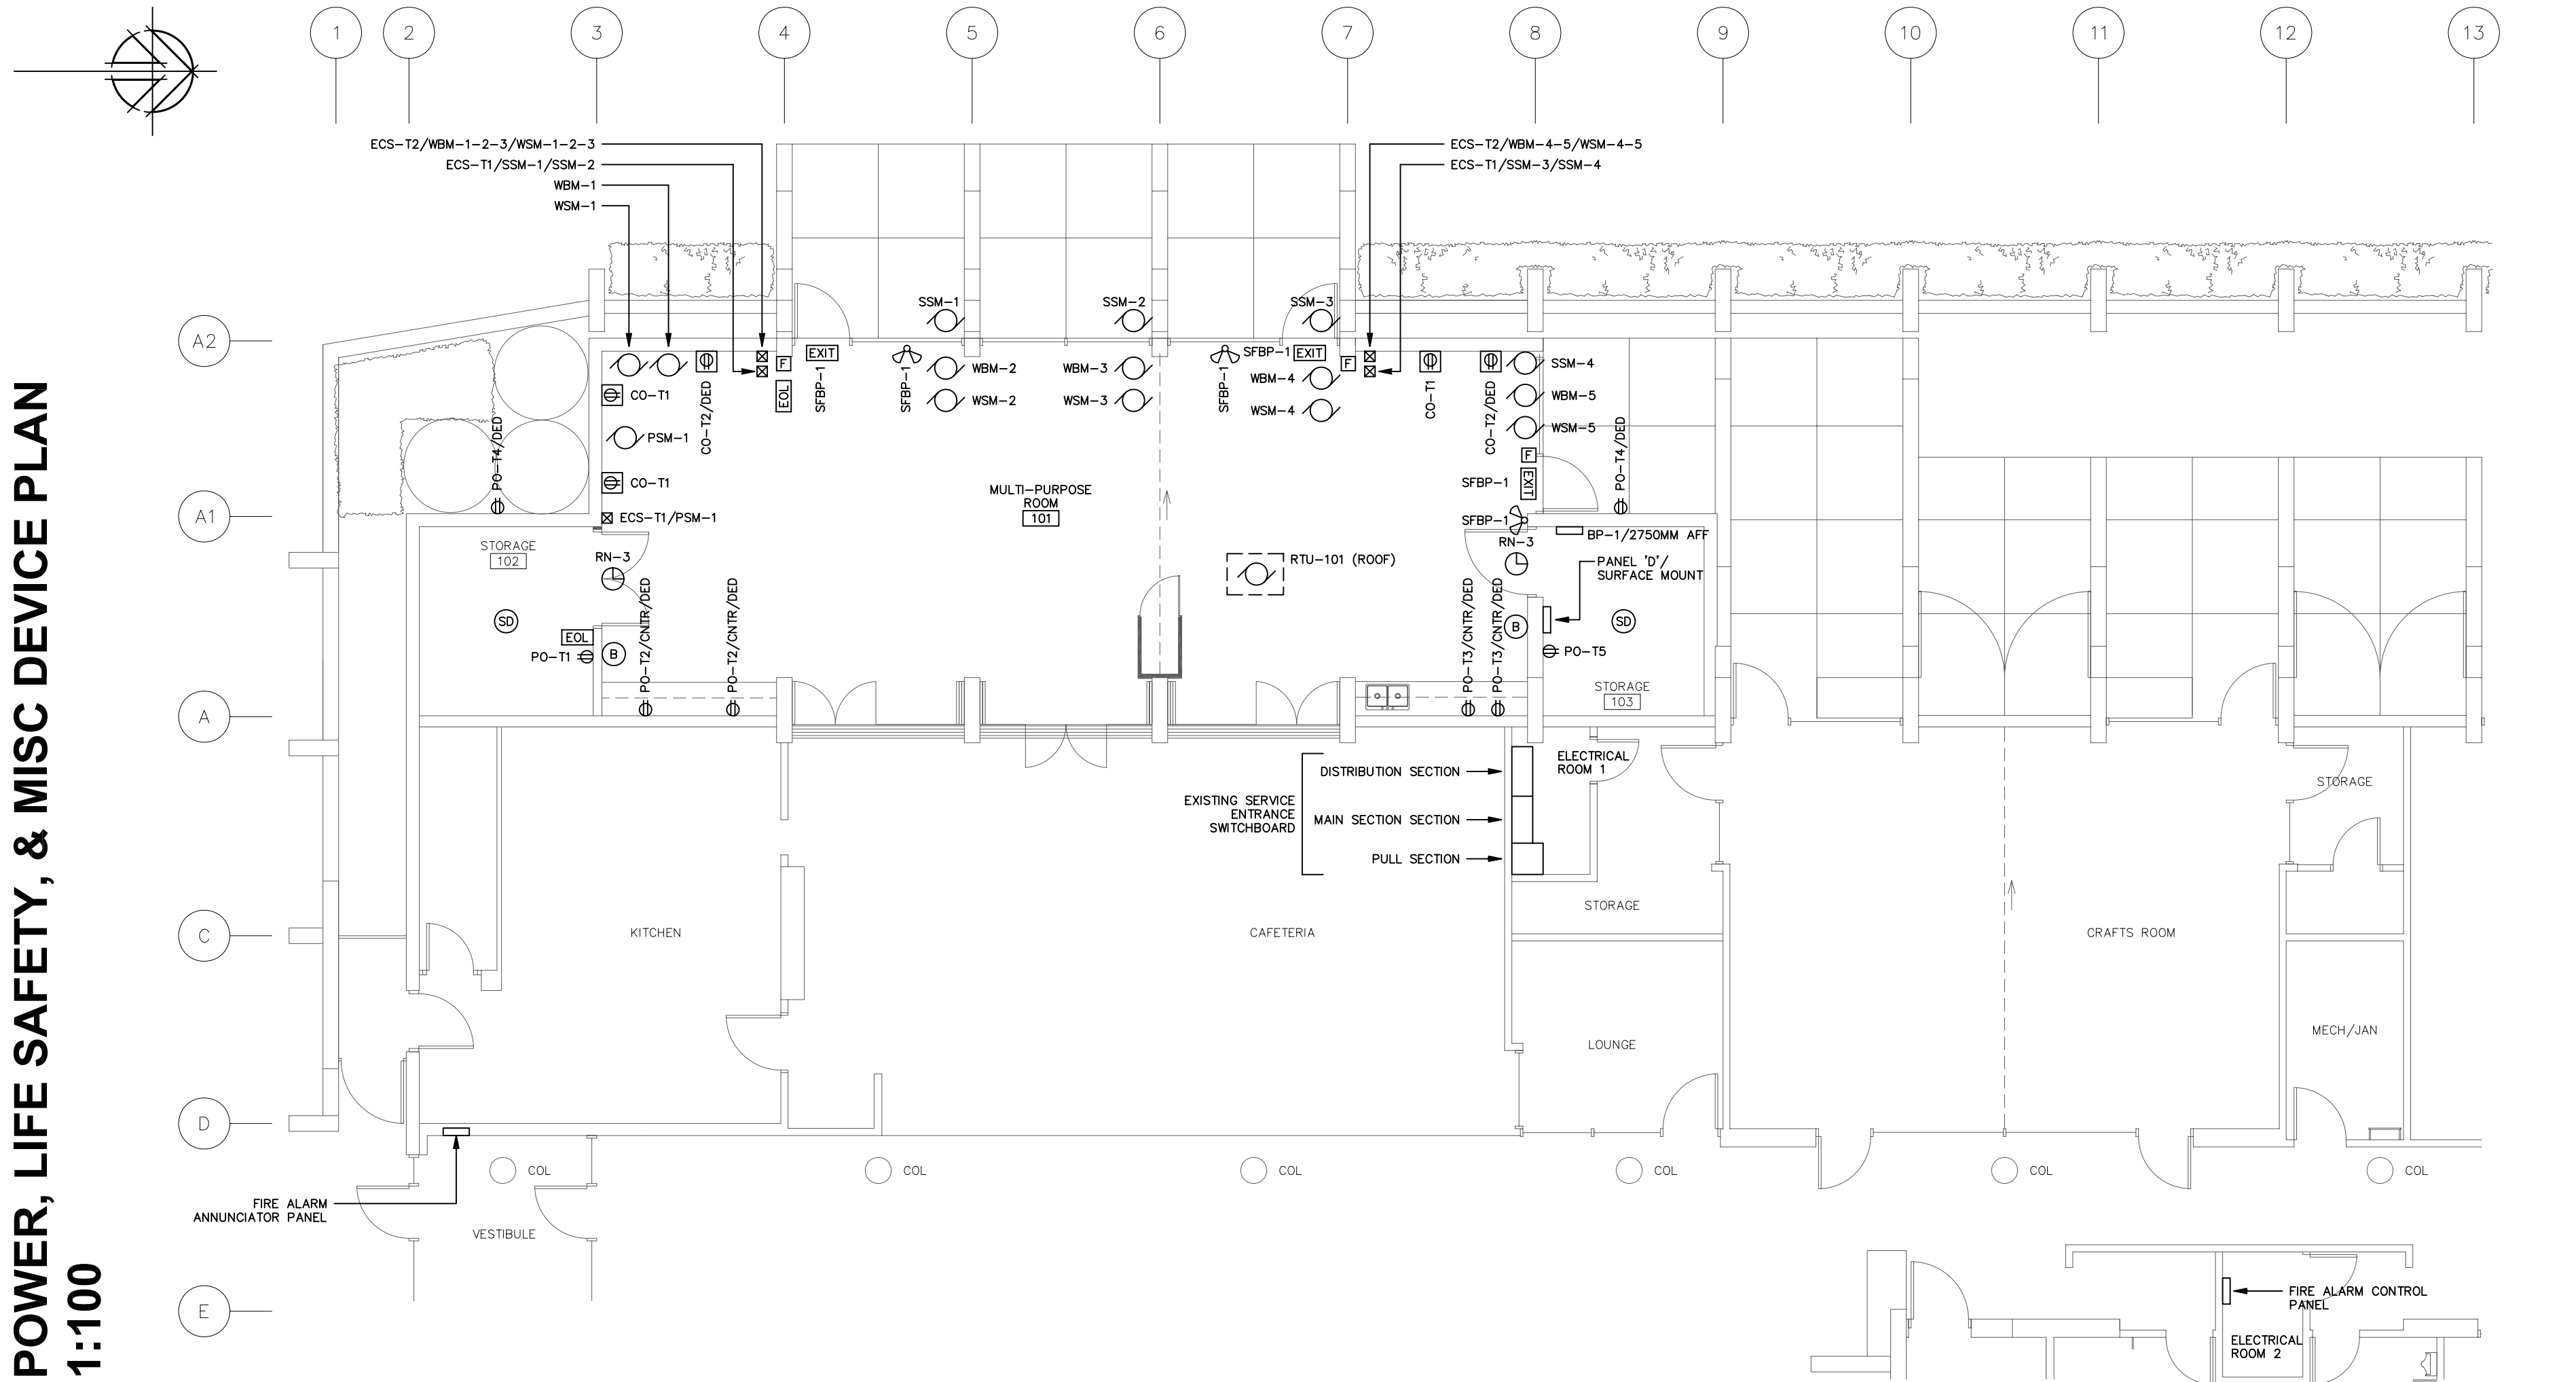 1 2 3 4 5 6 7 8 9 10 11 12 13
ECS-T2/WBM-1-2-3/WSM-1-2-3
ECS-T1/SSM-1/SSM-2
WBM-1
WSM-1
ECS-T2/WBM-4-5/WSM-4-5
ECS-T1/SSM-3/SSM-4
A2
A1
A
C
D
E
SSM-1
SSM-2
SSM-3
F
EXIT
EOL
SFBP-1
SFBP-1
WBM-2
WSM-2
WBM-3
WSM-3
SFBP-1
EXIT
SFBP-1
WBM-4
WSM-4
F
CO-T1
CO-T2/DED
SSM-4
WBM-5
WSM-5
F
EXIT
SFBP-1
SFBP-1
CO-T1
CO-T2/DED
PSM-1
CO-T1
ECS-T1/PSM-1
PO-T4/DED
PO-T4/DED
MULTI-PURPOSE
ROOM
101
STORAGE
102
RN-3
SD
EOL
PO-T1
B
PO-T2/CNTR/DED
PO-T2/CNTR/DED
RTU-101 (ROOF)
RN-3
BP-1/2750MM AFF
PANEL 'D'/
SURFACE MOUNT
B
SD
PO-T5
PO-T3/CNTR/DED
PO-T3/CNTR/DED
STORAGE
103
ELECTRICAL
ROOM 1
DISTRIBUTION SECTION
EXISTING SERVICE
ENTRANCE
SWITCHBOARD
MAIN SECTION SECTION
PULL SECTION
STORAGE
STORAGE
KITCHEN
CAFETERIA
CRAFTS ROOM
LOUNGE
MECH/JAN
COL
COL
COL
COL
COL
COL
FIRE ALARM
ANNUNCIATOR PANEL
VESTIBULE
FIRE ALARM CONTROL
PANEL
ELECTRICAL
ROOM 2
POWER, LIFE SAFETY, & MISC DEVICE PLAN
1:100